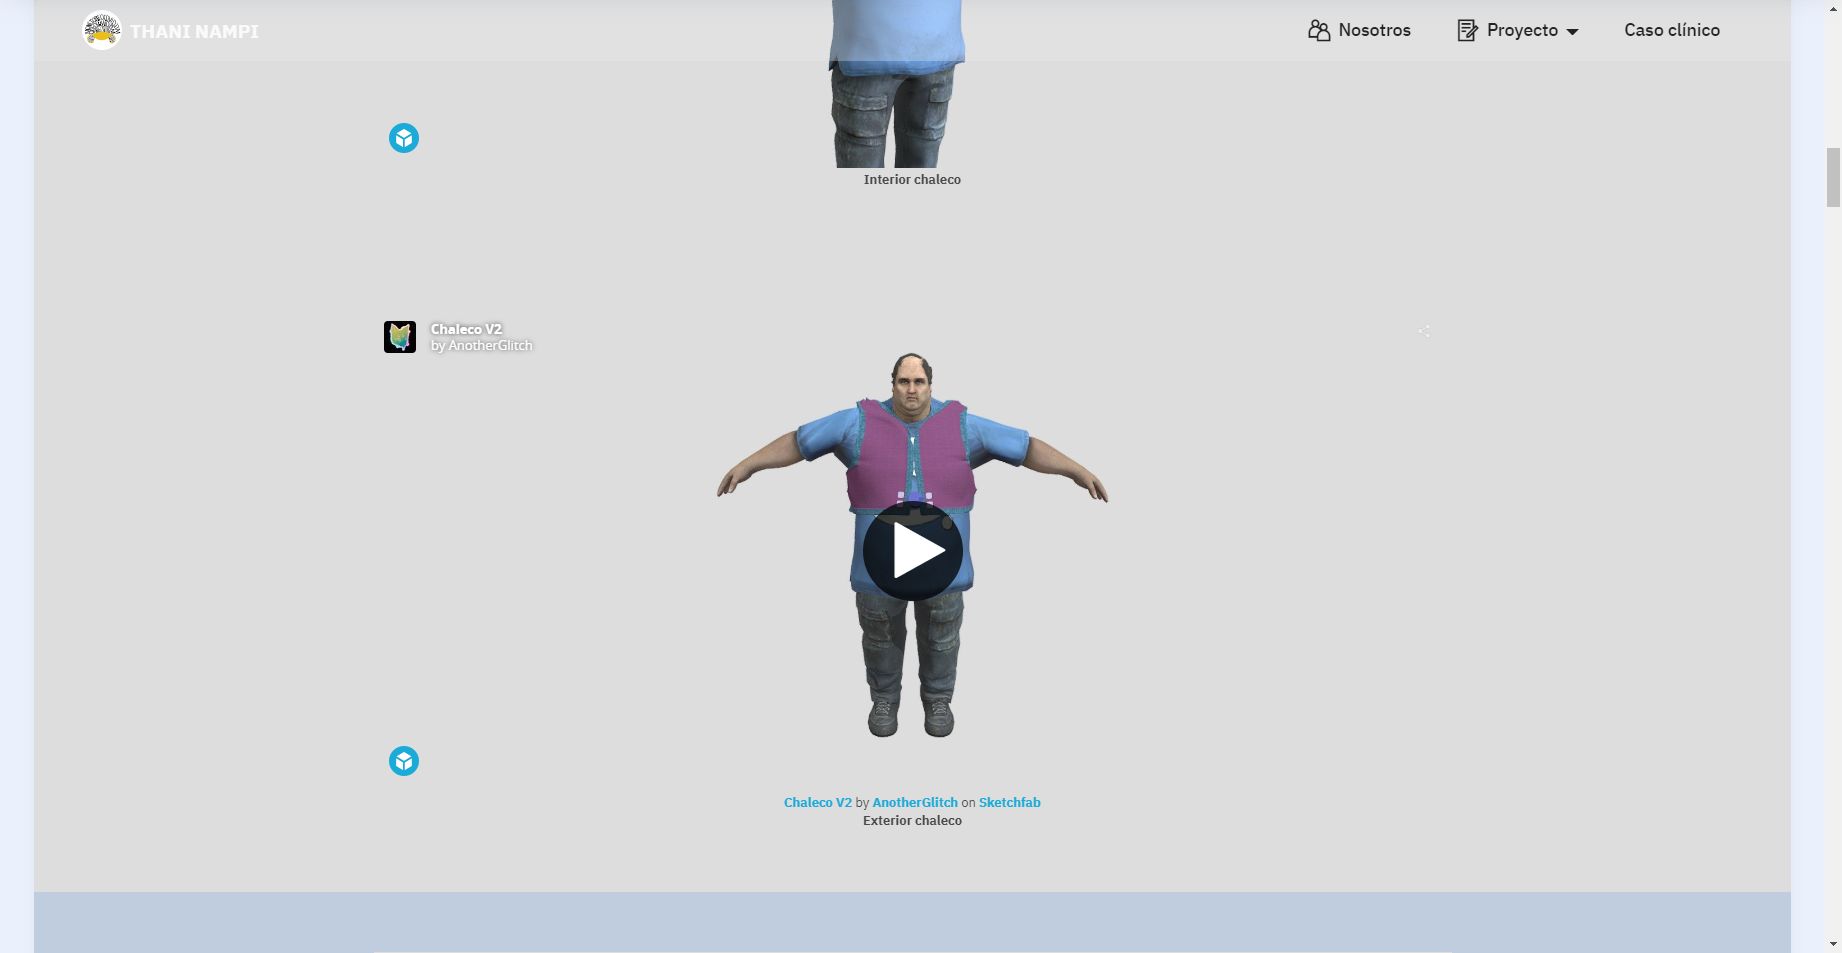 THANI NAMPI
Nosotros
Proyecto
Caso clínico
Interior chaleco
Chaleco V2
by AnotherGlitch
Chaleco V2 by AnotherGlitch on Sketchfab
Exterior chaleco